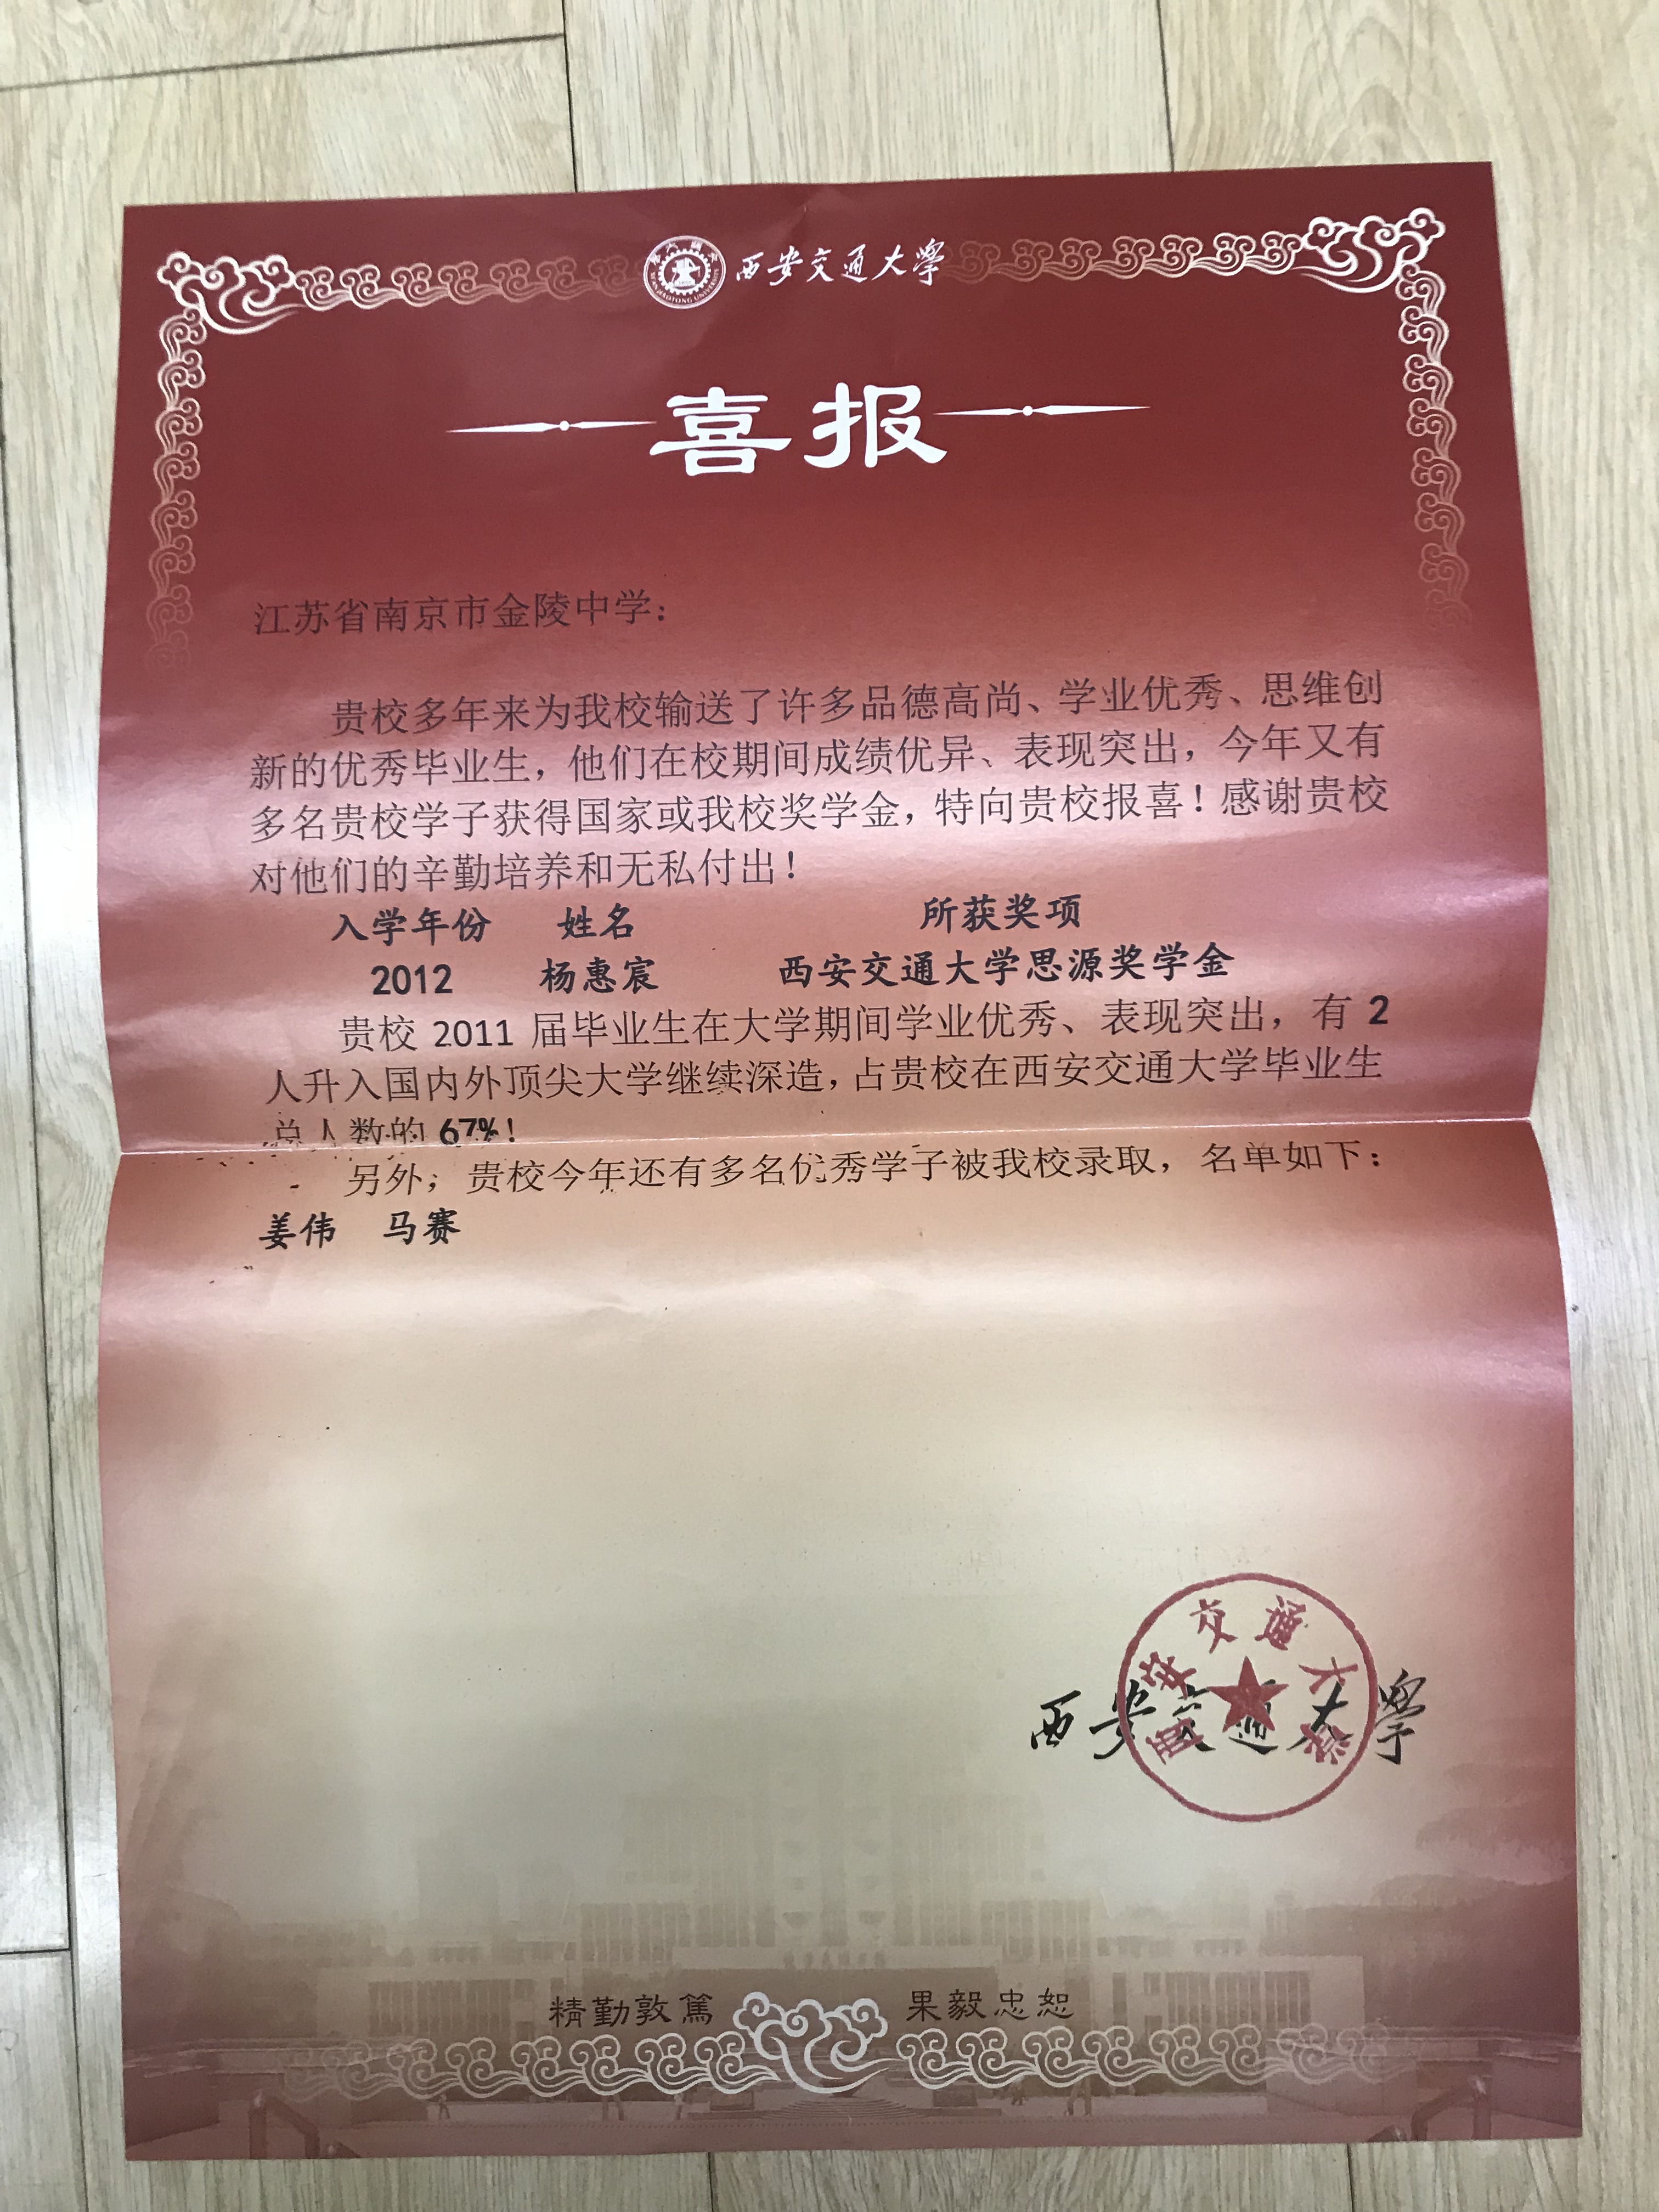 西安交通大学
喜报
江苏省南京市金陵中学：
贵校多年来为我校输送了许多品德高尚、学业优秀、思维创
新的优秀毕业生，他们在校期间成绩优异、表现突出，今年又有
多名贵校学子获得国家或我校奖学金，特向贵校报喜！感谢贵校
对他们的辛勤培养和无私付出！
入学年份 姓名 所获奖项
2012 杨惠宸 西安交通大学思源奖学金
贵校 2011 届毕业生在大学期间学业优秀、表现突出，有 2
人升入国内外顶尖大学继续深造，占贵校在西安交通大学毕业生
总人数的 67%！
另外，贵校今年还有多名优秀学子被我校录取，名单如下：
姜伟 马赛
西安交通大学
西安交通大学
精勤敦篤 果毅忠恕